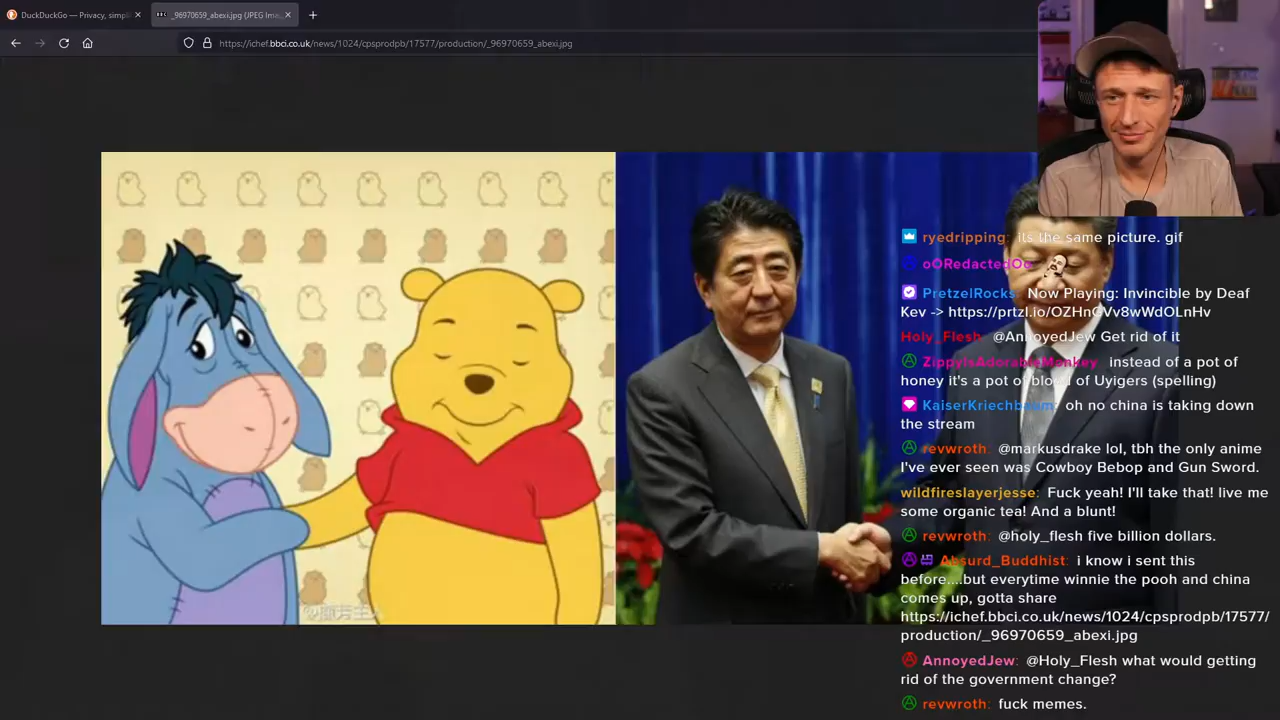 DuckDuckGo — Privacy, simpli
BBC _96970659_abexi.jpg (JPEG Ima
https://ichef.bbci.co.uk/news/1024/cpsprodpb/17577/production/_96970659_abexi.jpg
ryedripping: its the same picture. gif
oORedactedOo
PretzelRocks: Now Playing: Invincible by Deaf
Kev -> https://prtzl.io/OZHnGVv8wWdOLnHv
Holy_Flesh: @AnnoyedJew Get rid of it
ZippyIsAdorableMonkey: instead of a pot of
honey it's a pot of blood of Uyigers (spelling)
KaiserKriechbaum: oh no china is taking down
the stream
revwroth: @markusdrake lol, tbh the only anime
I've ever seen was Cowboy Bebop and Gun Sword.
wildfireslayerjesse: Fuck yeah! I'll take that! live me
some organic tea! And a blunt!
revwroth: @holy_flesh five billion dollars.
Absurd_Buddhist: i know i sent this
before....but everytime winnie the pooh and china
comes up, gotta share
https://ichef.bbci.co.uk/news/1024/cpsprodpb/17577/
production/_96970659_abexi.jpg
AnnoyedJew: @Holy_Flesh what would getting
rid of the government change?
revwroth: fuck memes.